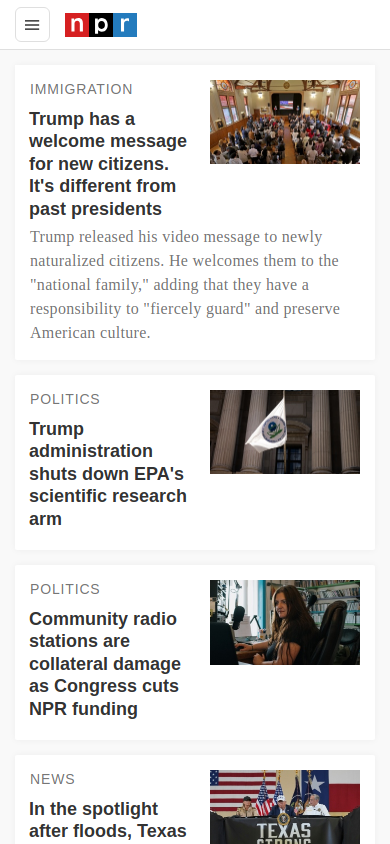 npr
IMMIGRATION
Trump has a
welcome message
for new citizens.
It's different from
past presidents
Trump released his video message to newly
naturalized citizens. He welcomes them to the
"national family," adding that they have a
responsibility to "fiercely guard" and preserve
American culture.
POLITICS
Trump
administration
shuts down EPA's
scientific research
arm
POLITICS
Community radio
stations are
collateral damage
as Congress cuts
NPR funding
NEWS
In the spotlight
after floods, Texas
TEXAS
STRONG